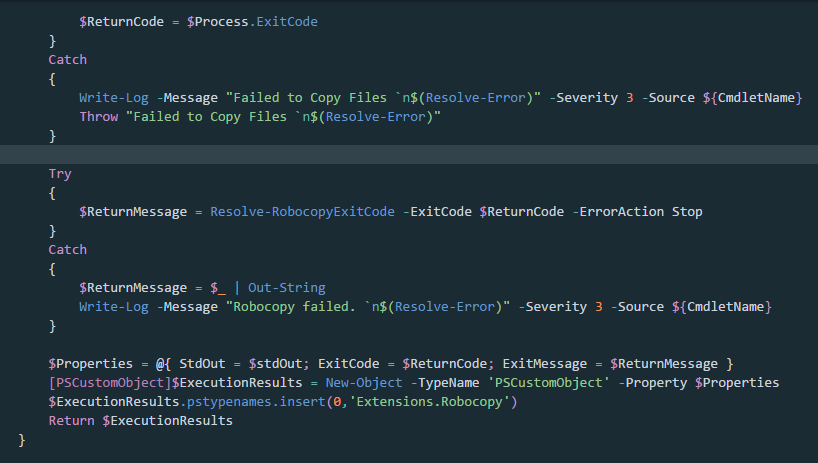 $ReturnCode = $Process.ExitCode
}
Catch
{
Write-Log -Message "Failed to Copy Files `n$(Resolve-Error)" -Severity 3 -Source ${CmdletName}
Throw "Failed to Copy Files `n$(Resolve-Error)"
}
Try
{
$ReturnMessage = Resolve-RobocopyExitCode -ExitCode $ReturnCode -ErrorAction Stop
}
Catch
{
$ReturnMessage = $_ | Out-String
Write-Log -Message "Robocopy failed. `n$(Resolve-Error)" -Severity 3 -Source ${CmdletName}
}
$Properties = @{ StdOut = $stdOut; ExitCode = $ReturnCode; ExitMessage = $ReturnMessage }
[PSCustomObject]$ExecutionResults = New-Object -TypeName 'PSCustomObject' -Property $Properties
$ExecutionResults.pstypenames.insert(0,'Extensions.Robocopy')
Return $ExecutionResults
}